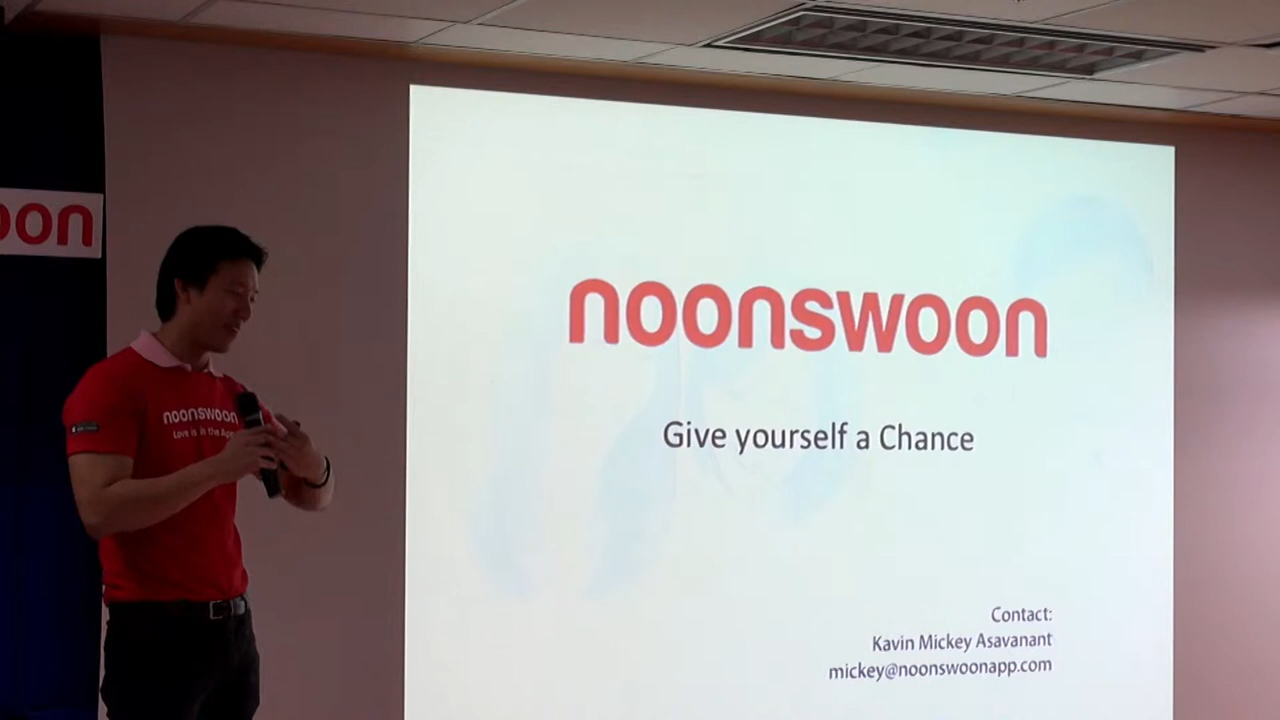 oon
noonswoon
Love is in the App
noonswoon
Give yourself a Chance
Contact:
Kavin Mickey Asavanant
mickey@noonswoonapp.com